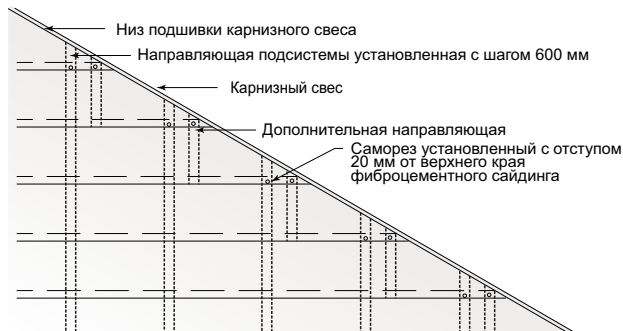 Низ подшивки карнизного свеса
Направляющая подсистемы установленная с шагом 600 мм
Карнизный свес
Дополнительная направляющая
Саморез установленный с отступом
20 мм от верхнего края
фиброцементного сайдинга